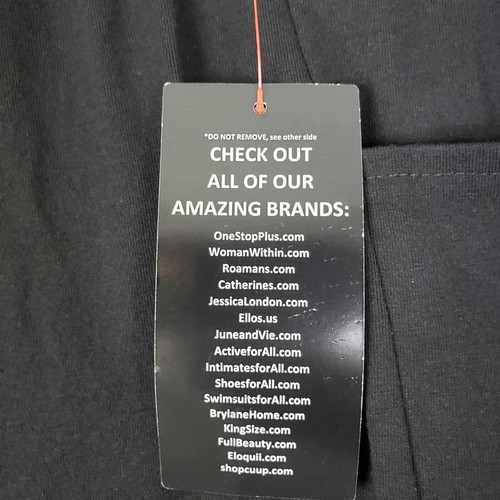 *DO NOT REMOVE, see other side
CHECK OUT
ALL OF OUR
AMAZING BRANDS:
OneStopPlus.com
WomanWithin.com
Roamans.com
Catherines.com
JessicaLondon.com
Ellos.us
JuneandVie.com
ActiveforAll.com
IntimatesforAll.com
ShoesforAll.com
SwimsuitsforAll.com
BrylaneHome.com
KingSize.com
FullBeauty.com
Eloquii.com
shopcuup.com